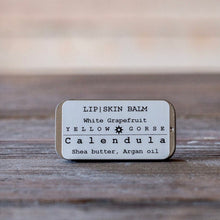 LIP|SKIN BALM
White Grapefruit
YELLOW GORSE
Calendula
Shea butter, Argan oil